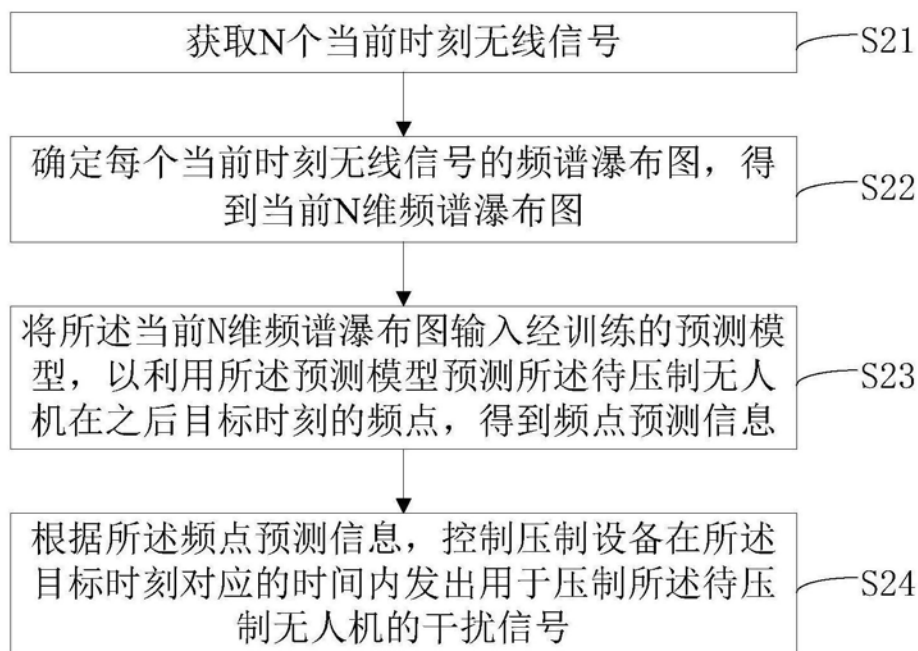 获取N个当前时刻无线信号
S21
确定每个当前时刻无线信号的频谱瀑布图，得
到当前N维频谱瀑布图
S22
将所述当前N维频谱瀑布图输入经训练的预测模
型，以利用所述预测模型预测所述待压制无人
机在之后目标时刻的频点，得到频点预测信息
S23
根据所述频点预测信息，控制压制设备在所述
目标时刻对应的时间内发出用于压制所述待压
制无人机的干扰信号
S24